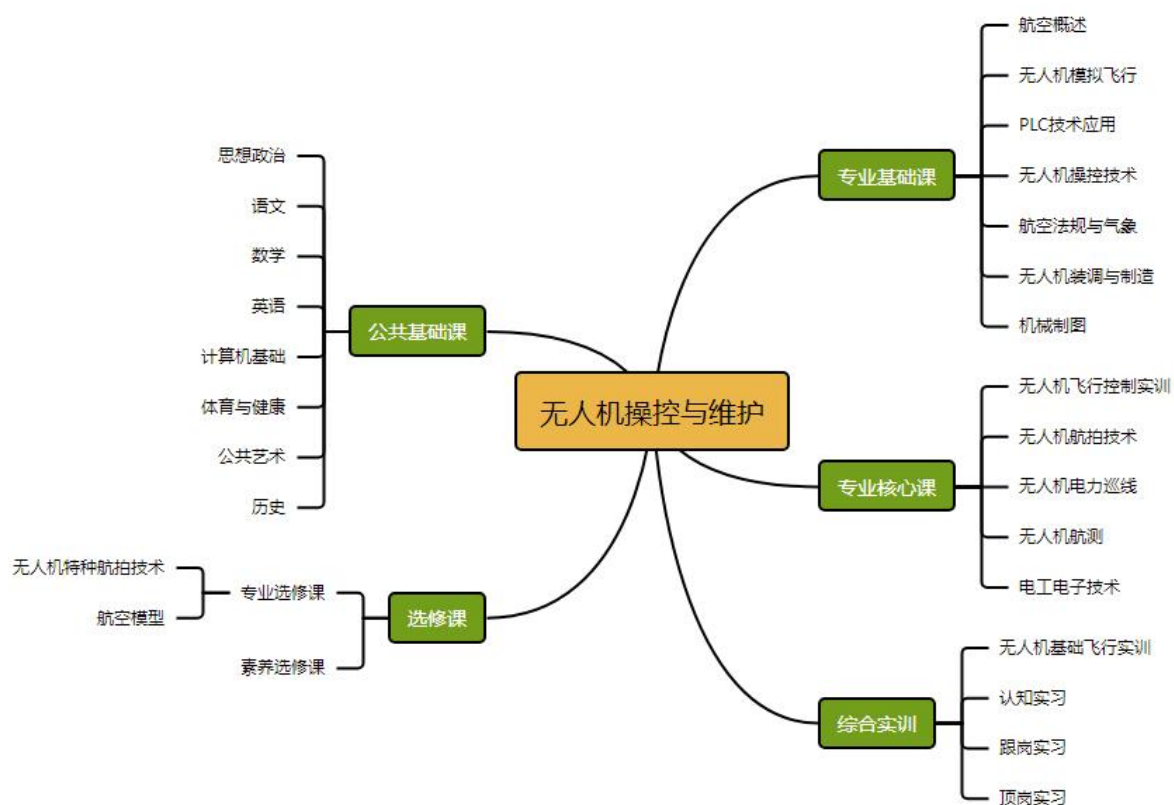 无人机操控与维护
公共基础课
思想政治
语文
数学
英语
计算机基础
体育与健康
公共艺术
历史
选修课
专业选修课
无人机特种航拍技术
航空模型
素养选修课
专业基础课
航空概述
无人机模拟飞行
PLC技术应用
无人机操控技术
航空法规与气象
无人机装调与制造
机械制图
专业核心课
无人机飞行控制实训
无人机航拍技术
无人机电力巡线
无人机航测
电工电子技术
综合实训
无人机基础飞行实训
认知实习
跟岗实习
顶岗实习